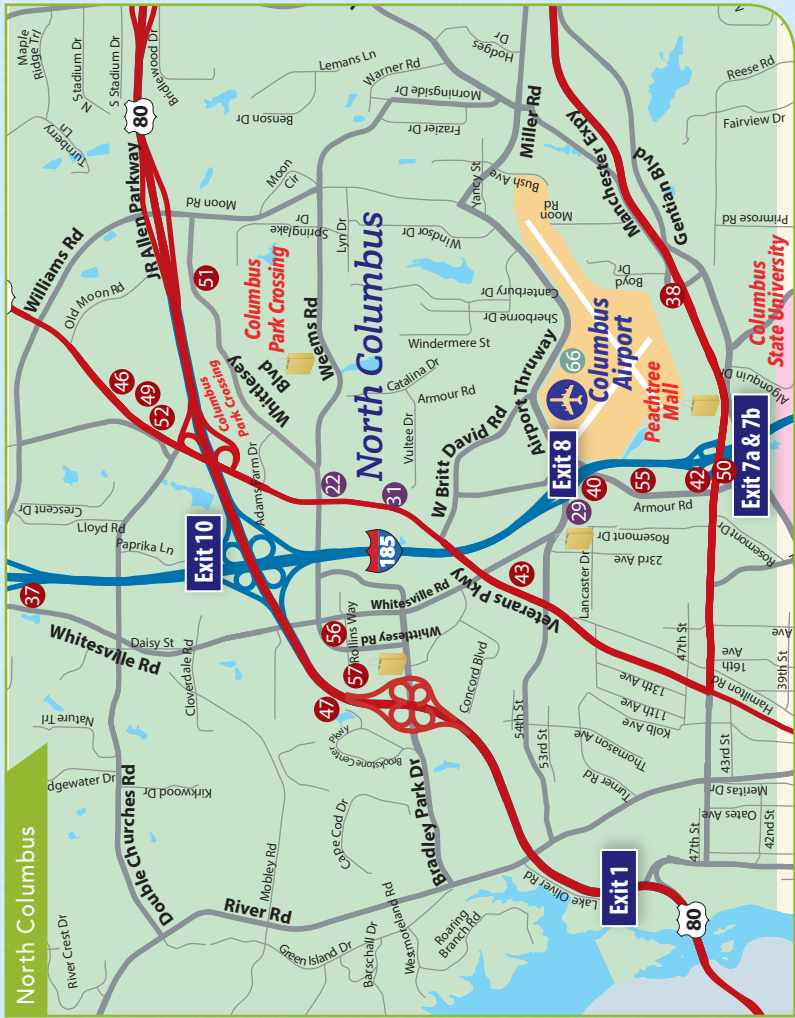 North Columbus
River Crest Dr
dgewater Dr
Nature Trl
Whitesville Rd
37
Maple
Ridge Trl
N Stadium Dr
S Stadium Dr
Bridlewood Dr
Turnberry
Ln
80
Williams Rd
Old Moon Rd
JR Allen Parkway
Crescent Dr
Lloyd Rd
Paprika Ln
Daisy St
Cloverdale Rd
Double Churches Rd
Kirkwood Dr
River Rd
Mobley Rd
Green Island Dr
Cape Cod Dr
Barschall Dr
Westmoreland Rd
Roaring
Branch Rd
Bradley Park Dr
Brookstone Center
Pkwy
47
57
56
Rollins Way
Whittlesey Rd
Whitesville Rd
Concord Blvd
Exit 10
46
49
52
Columbus
Park Crossing
Adams Farm Dr
51
Columbus
Park Crossing
Whittlesey
Blvd
Weems Rd
Moon Rd
Moon
Cir
Springlake
Dr
Lyn Dr
Benson Dr
Lemans Ln
Warner Rd
Morningside Dr
Frazier Dr
Hodges
Dr
North Columbus
22
31
185
Vultee Dr
Catalina Dr
Armour Rd
Windermere St
Sherborne Dr
Canterbury Dr
Windsor Dr
Yancy St
Bush Ave
Moon
Rd
Miller Rd
W Britt David Rd
Airport Thruway
Veterans Pkwy
43
Exit 8
66
Columbus
Airport
Boyd
Dr
Manchester Expy
Gentian Blvd
38
Reese Rd
Fairview Dr
Primrose Rd
Peachtree
Mall
Columbus
State University
Algonquin Dr
29
40
55
42
50
Exit 7a & 7b
Armour Rd
Rosemont Dr
Rosemont Dr
23rd Ave
Lancaster Dr
54th St
53rd St
47th St
16th
Ave
13th Ave
11th Ave
Kolb Ave
Thomason Ave
Turner Rd
Hamilton Rd
39th St
Ave
43rd St
Meritas Dr
Oates Ave
42nd St
47th St
Lake Oliver Rd
Exit 1
80